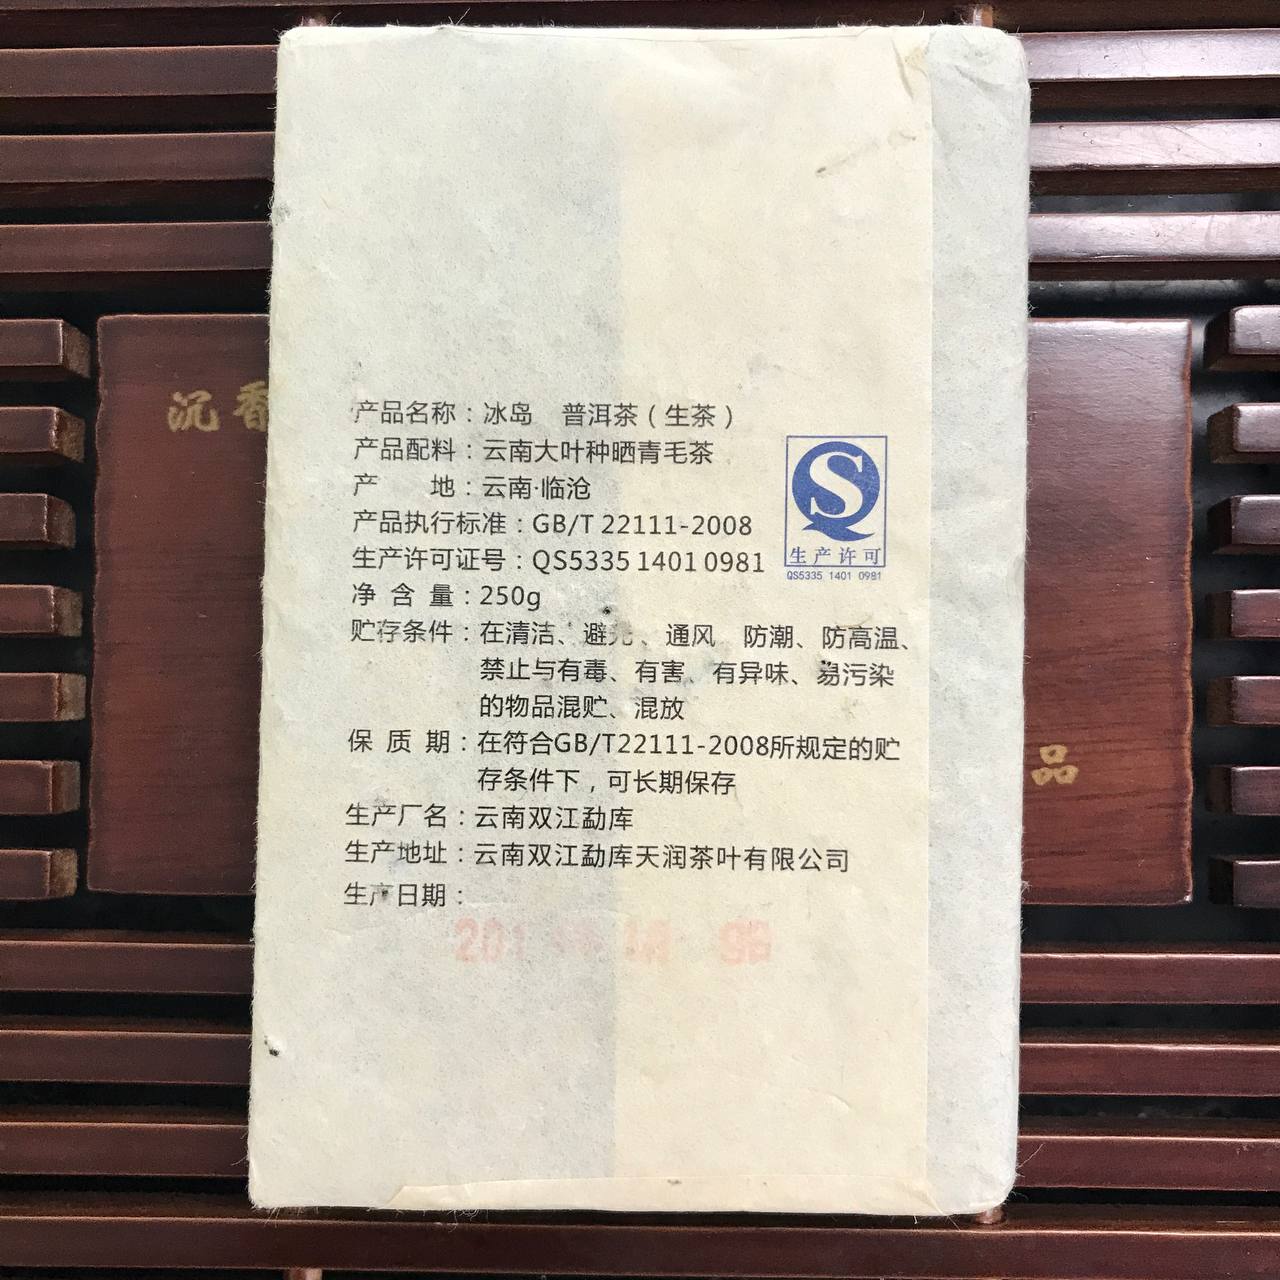 沉香
产品名称：冰岛　普洱茶（生茶）
产品配料：云南大叶种晒青毛茶
产　　地：云南·临沧
产品执行标准：GB/T 22111-2008
生产许可证号：QS5335 1401 0981
净 含 量：250g
贮存条件：在清洁、避光、通风　防潮、防高温、
禁止与有毒、有害、有异味、易污染
的物品混贮、混放
保 质 期：在符合GB/T22111-2008所规定的贮
存条件下，可长期保存
生产厂名：云南双江勐库
生产地址：云南双江勐库天润茶叶有限公司
生产日期：
生产许可
QS5335 1401 0981
品